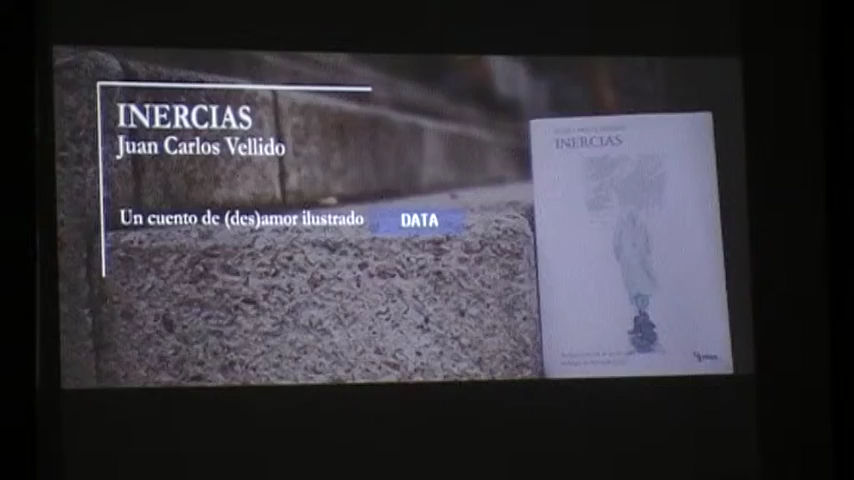 INERCIAS
Juan Carlos Vellido
Un cuento de (des)amor ilustrado
DATA
INERCIAS